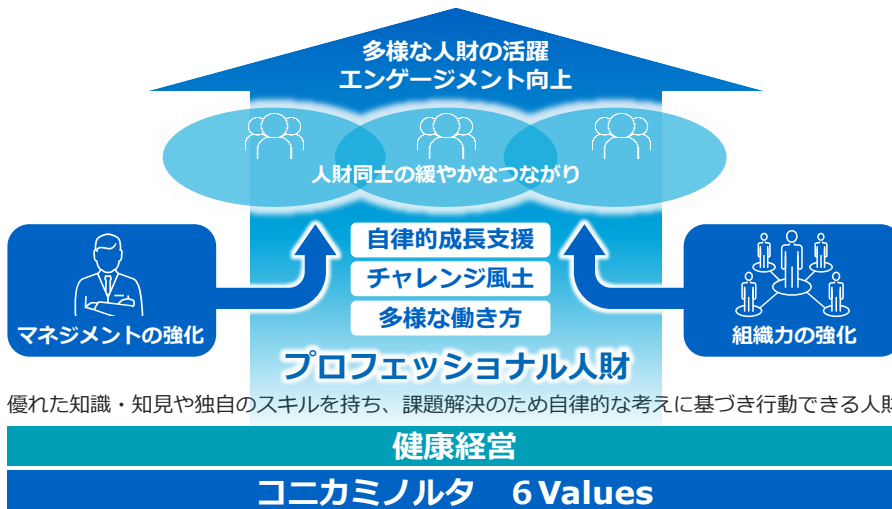 多様な人財の活躍
エンゲージメント向上
人財同士の緩やかなつながり
自律的成長支援
チャレンジ風土
多様な働き方
マネジメントの強化
組織力の強化
プロフェッショナル人財
優れた知識・知見や独自のスキルを持ち、課題解決のため自律的な考えに基づき行動できる人財
健康経営
コニカミノルタ　6 Values